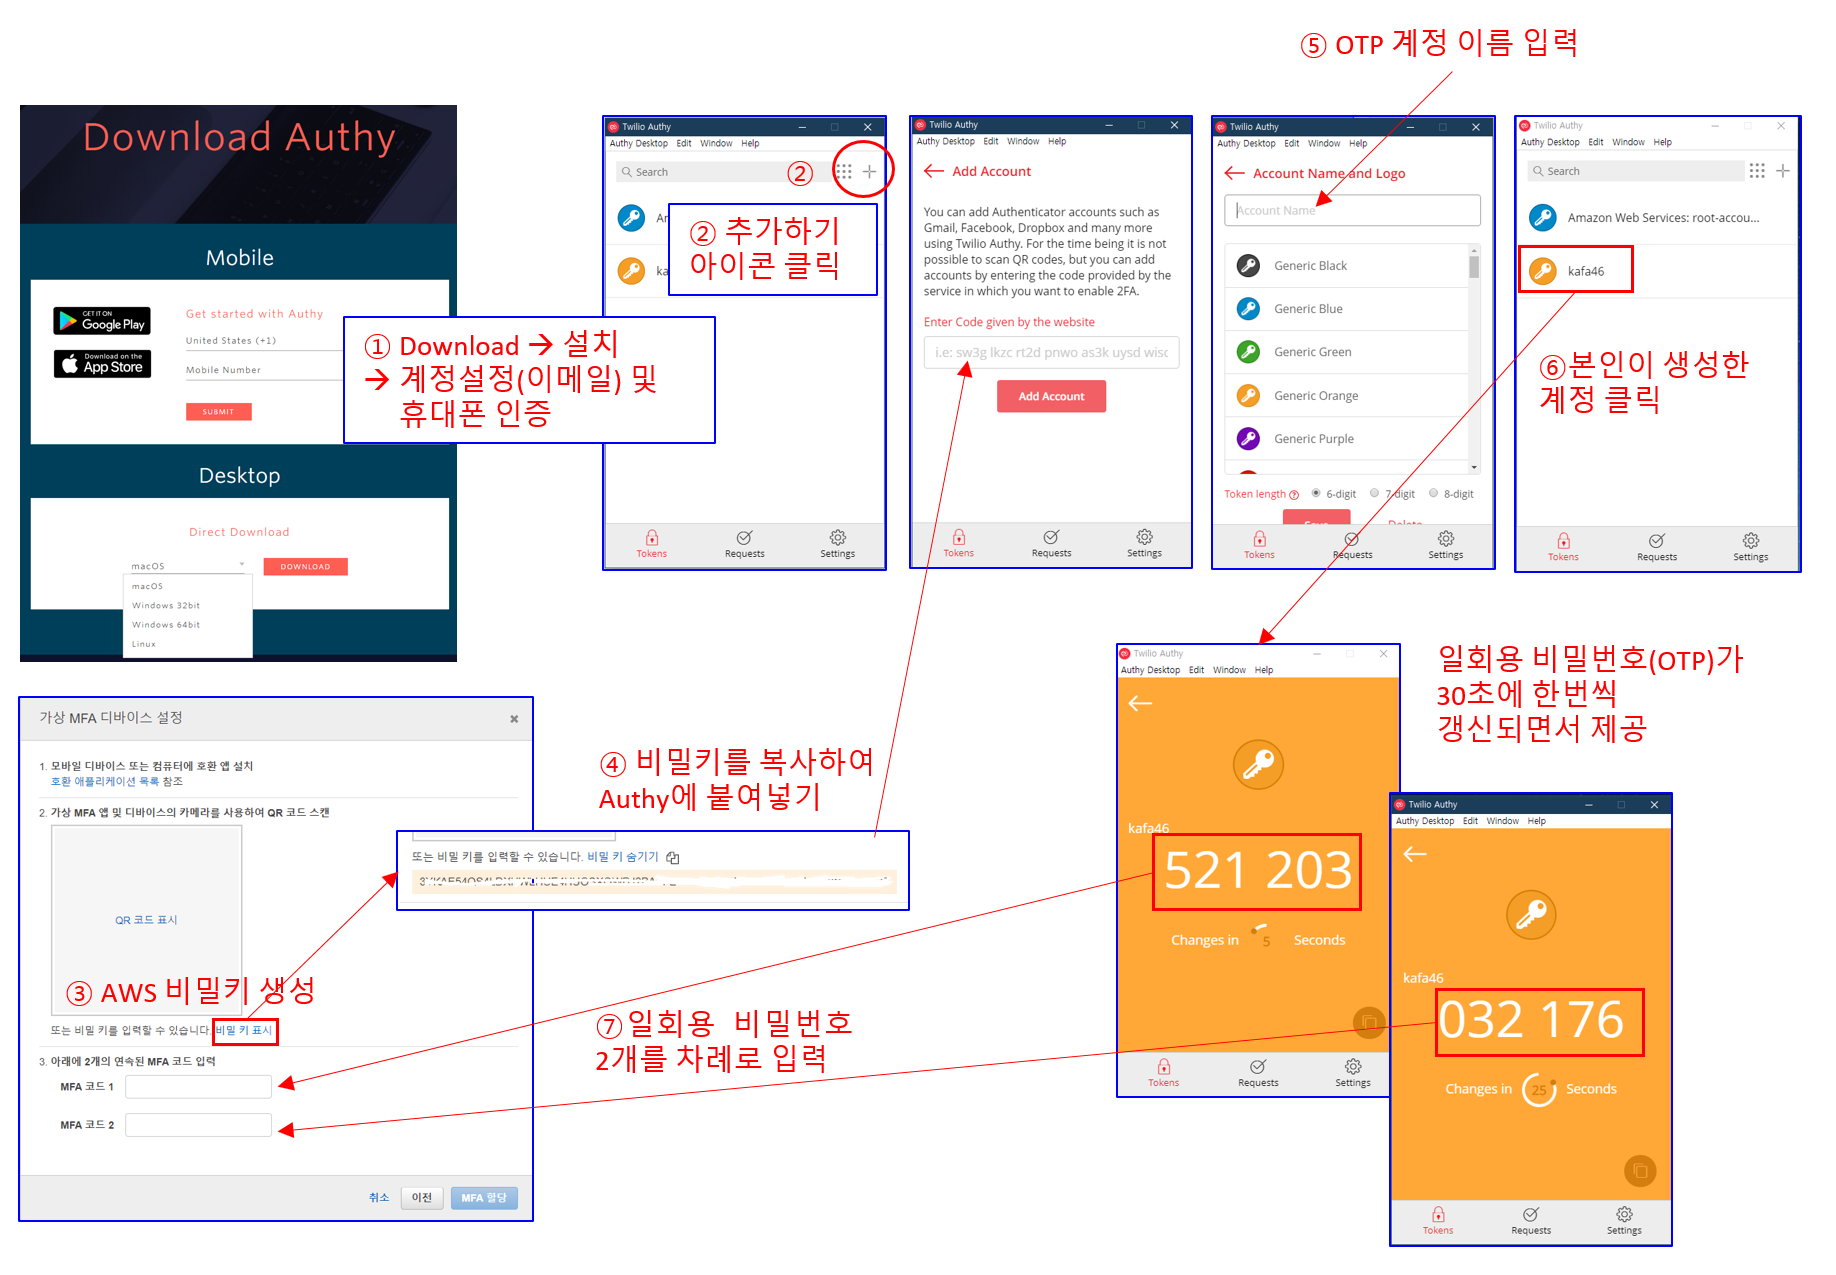 ⑤ OTP 계정 이름 입력
Download Authy
Mobile
GET IT ON
Google Play
Download on the
App Store
Get started with Authy
United States (+1)
Mobile Number
SUBMIT
① Download → 설치
→ 계정설정(이메일) 및
휴대폰 인증
Desktop
Direct Download
macOS
DOWNLOAD
macOS
Windows 32bit
Windows 64bit
Linux
Twilio Authy
Authy Desktop Edit Window Help
Search
②
② 추가하기
아이콘 클릭
Tokens Requests Settings
Twilio Authy
Authy Desktop Edit Window Help
Add Account
You can add Authenticator accounts such as
Gmail, Facebook, Dropbox and many more
using Twilio Authy. For the time being it is not
possible to scan QR codes, but you can add
accounts by entering the code provided by the
service in which you want to enable 2FA.
Enter Code given by the website
i.e: sw3g lkzc rt2d pnwo as3k uysd wisc
Add Account
Tokens Requests Settings
Twilio Authy
Authy Desktop Edit Window Help
Account Name and Logo
Account Name
Generic Black
Generic Blue
Generic Green
Generic Orange
Generic Purple
Token length 6-digit 7-digit 8-digit
Save Delete
Tokens Requests Settings
Twilio Authy
Authy Desktop Edit Window Help
Search
Amazon Web Services: root-accou...
kafa46
⑥본인이 생성한
계정 클릭
Tokens Requests Settings
가상 MFA 디바이스 설정
1. 모바일 디바이스 또는 컴퓨터에 호환 앱 설치
호환 애플리케이션 목록 참조
2. 가상 MFA 앱 및 디바이스의 카메라를 사용하여 QR 코드 스캔
QR 코드 표시
③ AWS 비밀키 생성
또는 비밀 키를 입력할 수 있습니다. 비밀 키 표시
3. 아래에 2개의 연속된 MFA 코드 입력
MFA 코드 1
MFA 코드 2
취소 이전 MFA 할당
④ 비밀키를 복사하여
Authy에 붙여넣기
또는 비밀 키를 입력할 수 있습니다. 비밀 키 숨기기
⑦일회용 비밀번호
2개를 차례로 입력
Twilio Authy
Authy Desktop Edit Window Help
kafa46
521 203
Changes in 5 Seconds
Tokens Requests Settings
일회용 비밀번호(OTP)가
30초에 한번씩
갱신되면서 제공
Twilio Authy
Authy Desktop Edit Window Help
kafa46
032 176
Changes in 25 Seconds
Tokens Requests Settings